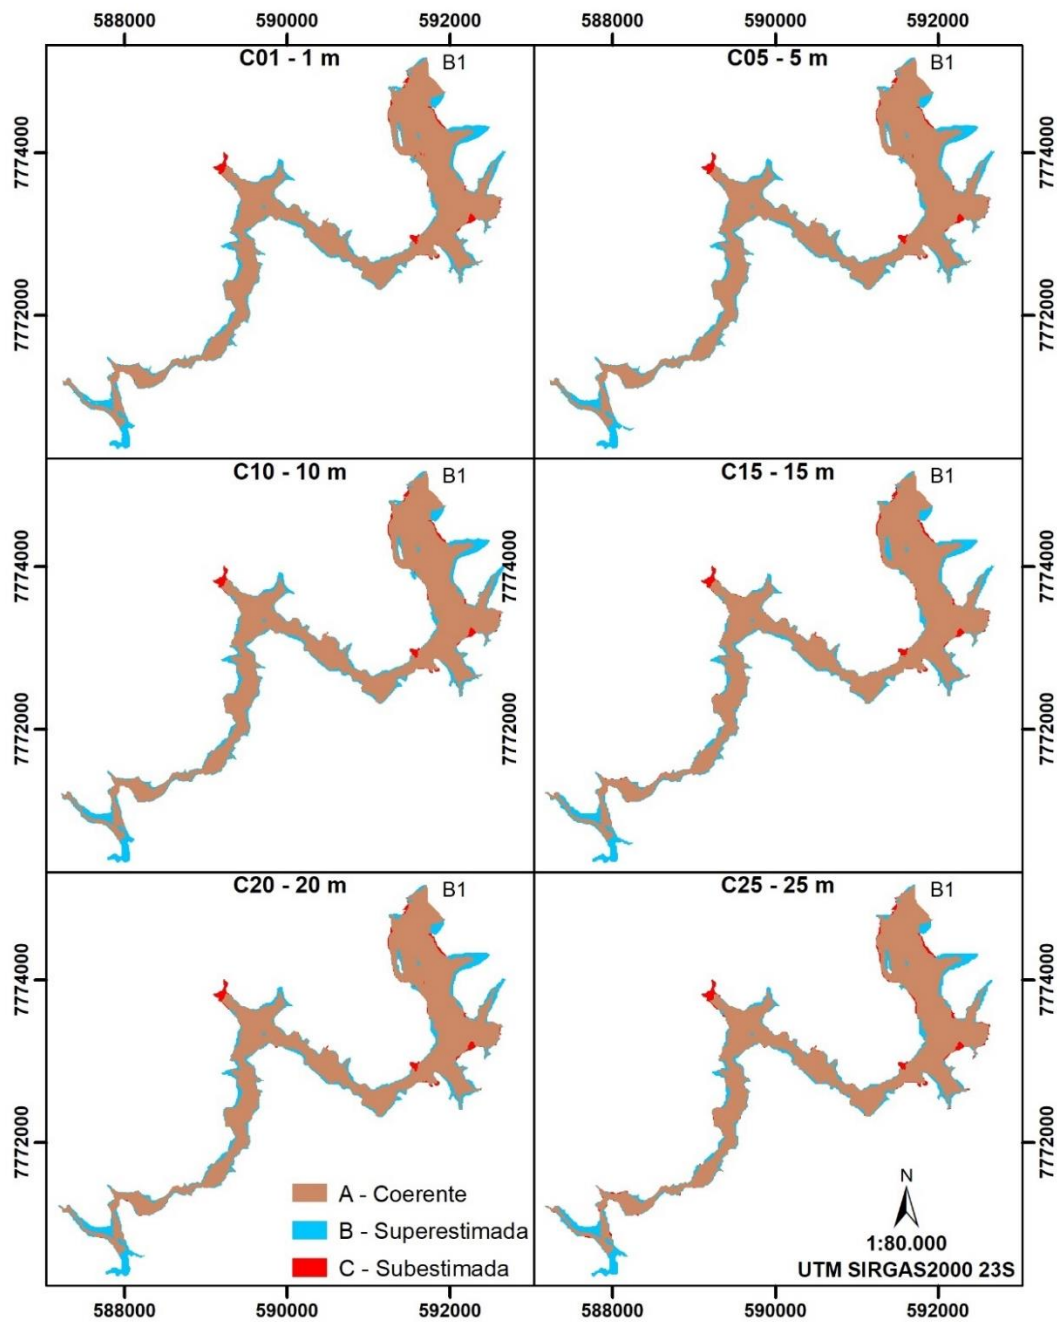 588000 590000 592000 588000 590000 592000
C01 - 1 m B1 C05 - 5 m B1
7774000 7774000
7772000 7772000
C10 - 10 m B1 C15 - 15 m B1
7774000 7774000 7774000
7772000 7772000 7772000
C20 - 20 m B1 C25 - 25 m B1
7774000 7774000
7772000 7772000
A - Coerente
B - Superestimada
C - Subestimada
N
1:80.000
UTM SIRGAS2000 23S
588000 590000 592000 588000 590000 592000